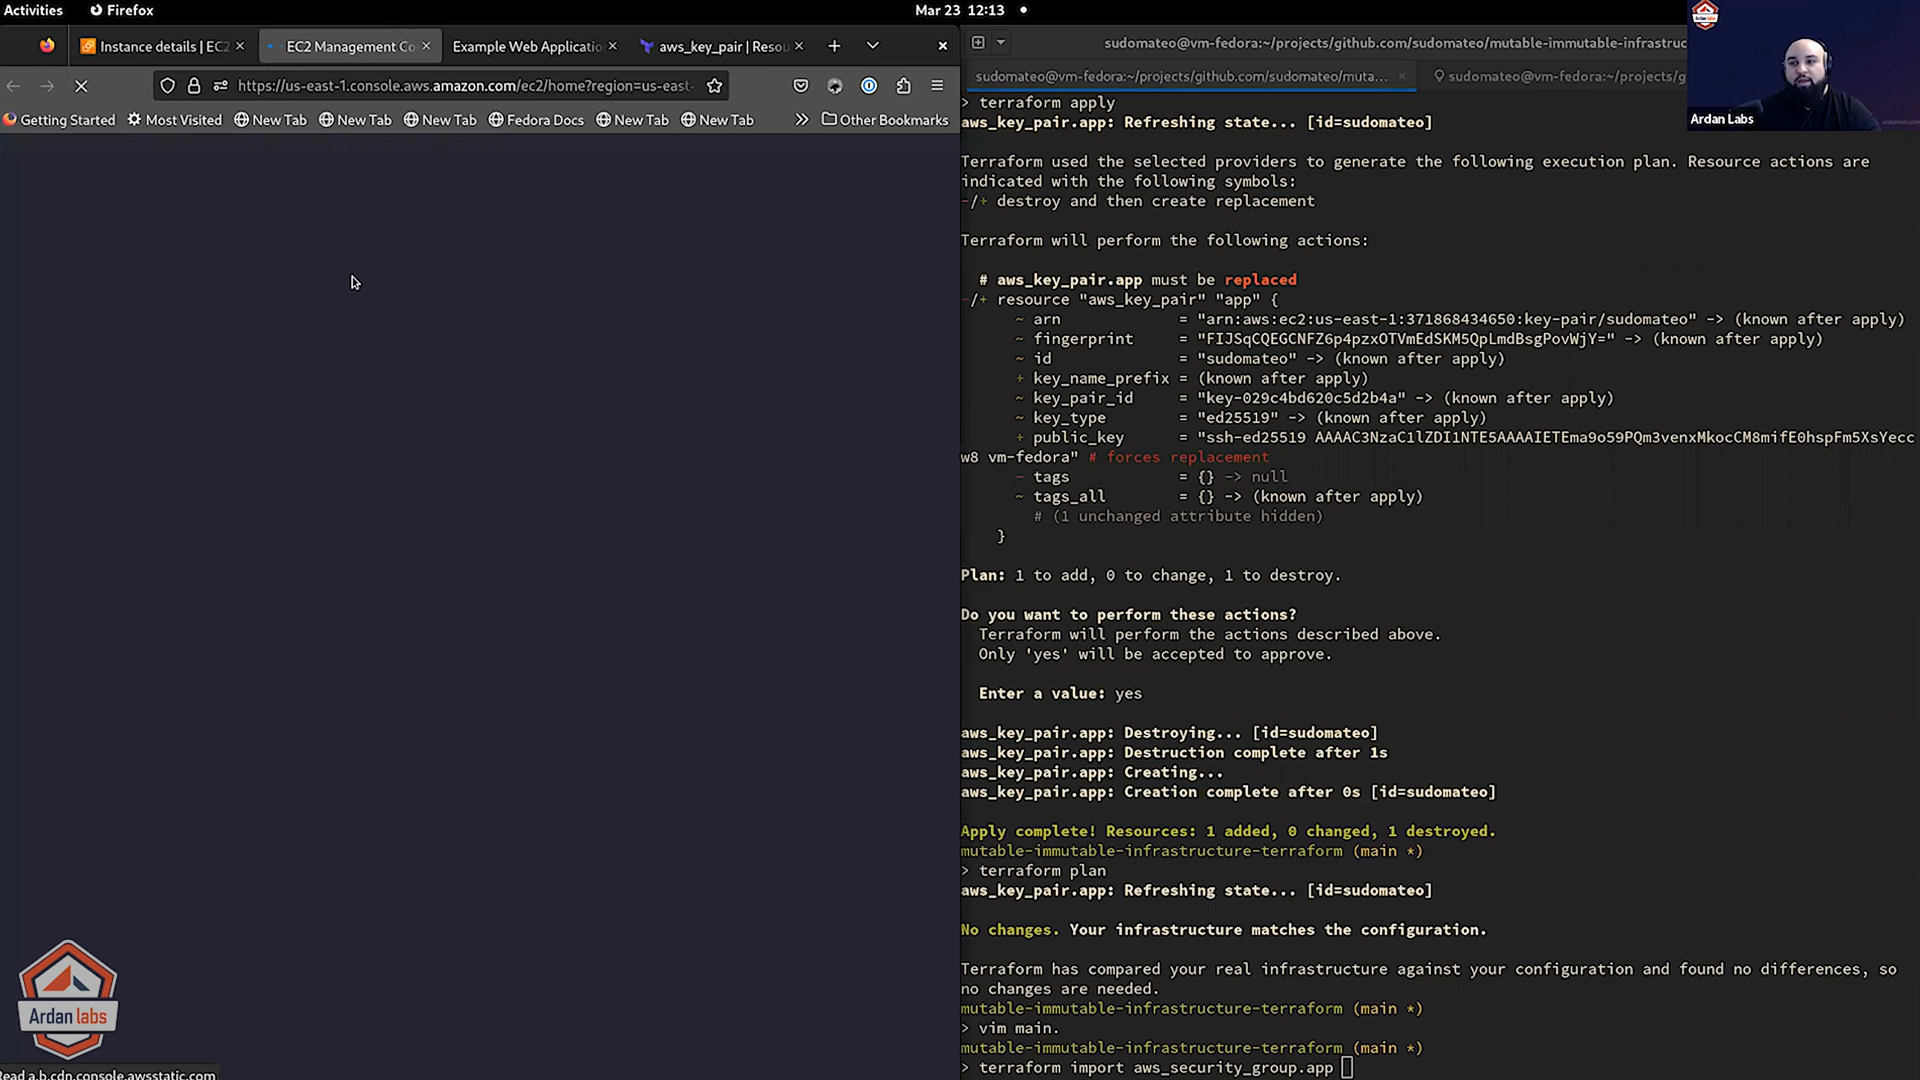 Activities
Firefox
Mar 23 12:13
Instance details | EC2
EC2 Management Co
Example Web Applicatio
aws_key_pair | Resou
https://us-east-1.console.aws.amazon.com/ec2/home?region=us-east-
Getting Started
Most Visited
New Tab
New Tab
New Tab
Fedora Docs
New Tab
New Tab
Other Bookmarks
Ardan labs
Read a.b.cdn.console.awsstatic.com
sudomateo@vm-fedora:~/projects/github.com/sudomateo/mutable-immutable-infrastruc
sudomateo@vm-fedora:~/projects/github.com/sudomateo/muta...
sudomateo@vm-fedora:~/projects/g
Ardan labs
Ardan Labs
> terraform apply
aws_key_pair.app: Refreshing state... [id=sudomateo]
Terraform used the selected providers to generate the following execution plan. Resource actions are
indicated with the following symbols:
-/+ destroy and then create replacement
Terraform will perform the following actions:
# aws_key_pair.app must be replaced
-/+ resource "aws_key_pair" "app" {
~ arn = "arn:aws:ec2:us-east-1:371868434650:key-pair/sudomateo" -> (known after apply)
~ fingerprint = "FIJSqCQEGCNFZ6p4pzxOTVmEdSKM5QpLmdBsgPovWjY=" -> (known after apply)
~ id = "sudomateo" -> (known after apply)
+ key_name_prefix = (known after apply)
~ key_pair_id = "key-029c4bd620c5d2b4a" -> (known after apply)
~ key_type = "ed25519" -> (known after apply)
+ public_key = "ssh-ed25519 AAAAC3NzaC1lZDI1NTE5AAAAIETEma9o59PQm3venxMkocCM8mifE0hspFm5XsYecc
w8 vm-fedora" # forces replacement
- tags = {} -> null
~ tags_all = {} -> (known after apply)
# (1 unchanged attribute hidden)
}
Plan: 1 to add, 0 to change, 1 to destroy.
Do you want to perform these actions?
Terraform will perform the actions described above.
Only 'yes' will be accepted to approve.
Enter a value: yes
aws_key_pair.app: Destroying... [id=sudomateo]
aws_key_pair.app: Destruction complete after 1s
aws_key_pair.app: Creating...
aws_key_pair.app: Creation complete after 0s [id=sudomateo]
Apply complete! Resources: 1 added, 0 changed, 1 destroyed.
mutable-immutable-infrastructure-terraform (main *)
> terraform plan
aws_key_pair.app: Refreshing state... [id=sudomateo]
No changes. Your infrastructure matches the configuration.
Terraform has compared your real infrastructure against your configuration and found no differences, so
no changes are needed.
mutable-immutable-infrastructure-terraform (main *)
> vim main.
mutable-immutable-infrastructure-terraform (main *)
> terraform import aws_security_group.app